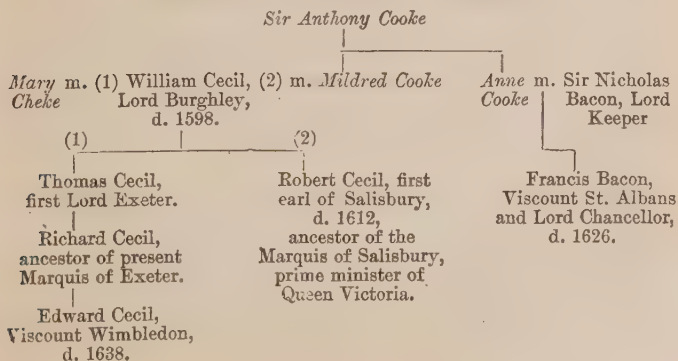 Sir Anthony Cooke
Mary m. (1) William Cecil, (2) m. Mildred Cooke
Cheke Lord Burghley,
d. 1598.
Anne m. Sir Nicholas
Cooke Bacon, Lord
Keeper
(1) (2)
Thomas Cecil,
first Lord Exeter.
Richard Cecil,
ancestor of present
Marquis of Exeter.
Edward Cecil,
Viscount Wimbledon,
d. 1638.
Robert Cecil, first
earl of Salisbury,
d. 1612,
ancestor of the
Marquis of Salisbury,
prime minister of
Queen Victoria.
Francis Bacon,
Viscount St. Albans
and Lord Chancellor,
d. 1626.